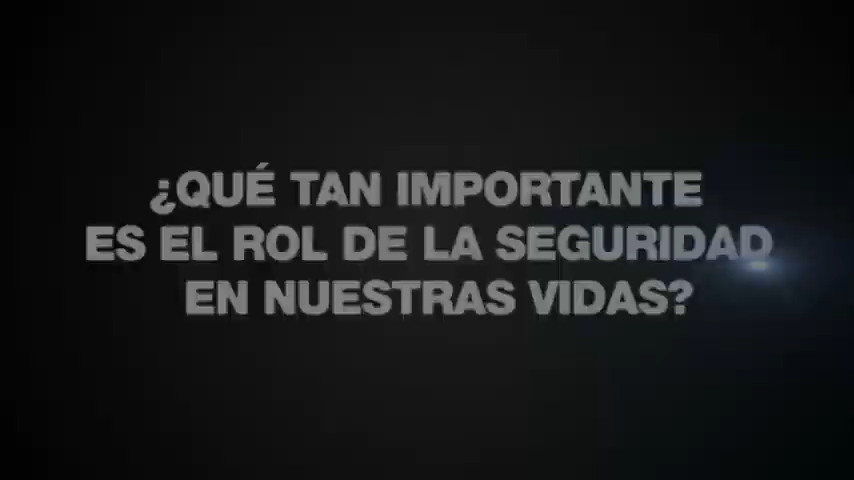 ¿QUÉ TAN IMPORTANTE
ES EL ROL DE LA SEGURIDAD
EN NUESTRAS VIDAS?